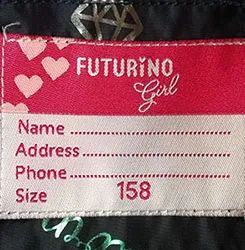 FUTURINO
Girl
Name
Address
Phone
Size 158